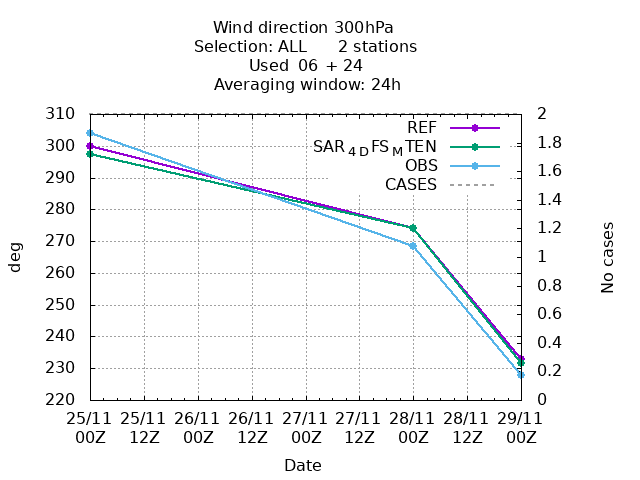 Wind direction 300hPa
Selection: ALL 2 stations
Used 06 + 24
Averaging window: 24h
310 2
REF
300 1.8
SAR4DFSMTEN
OBS
290 1.6
CASES
280 1.4
270 1.2
260 1
250 0.8
240 0.6
230 0.4
220 0.2
0
deg
No cases
25/11 25/11 26/11 26/11 27/11 27/11 28/11 28/11 29/11
00Z 12Z 00Z 12Z 00Z 12Z 00Z 12Z 00Z
Date